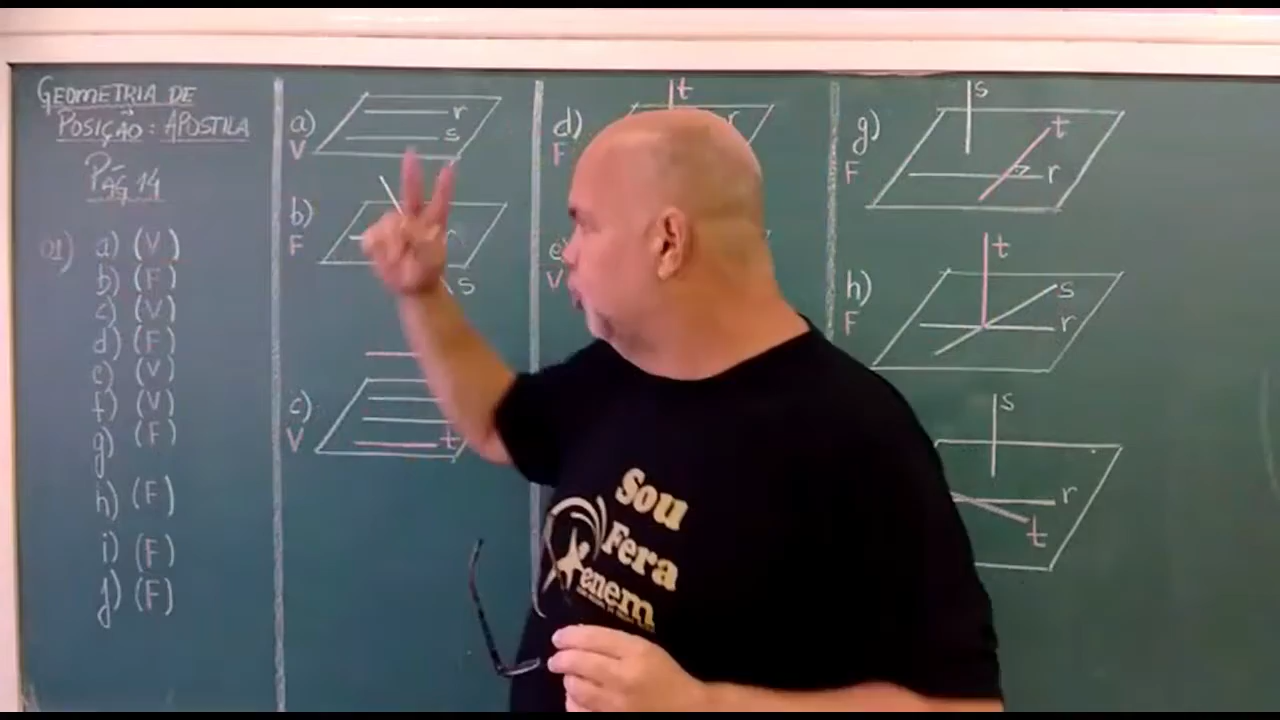 GEOMETRIA DE
POSIÇÃO: APOSTILA
PÁG 14
01) a) (V)
b) (F)
c) (V)
d) (F)
e) (V)
f) (V)
g) (F)
h) (F)
i) (F)
j) (F)
a) r
V s
b)
F
s
c)
V t
t
d) r
F
e)
V
s
g) t
F r
t
h) s
F r
s
r
t
Sou
Fera
enem